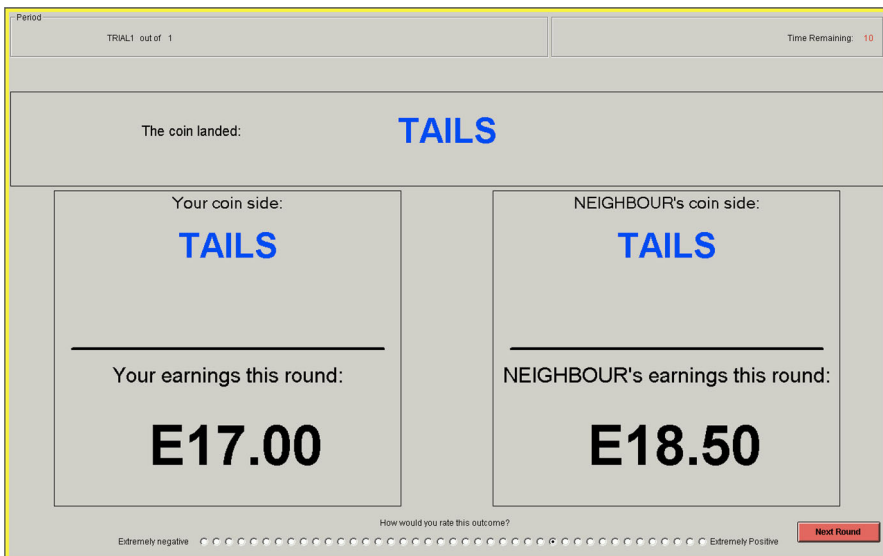 Period
TRIAL1 out of 1
Time Remaining: 10
The coin landed: TAILS
Your coin side:
TAILS
Your earnings this round:
E17.00
NEIGHBOUR's coin side:
TAILS
NEIGHBOUR's earnings this round:
E18.50
How would you rate this outcome?
Extremely negative
Extremely Positive
Next Round